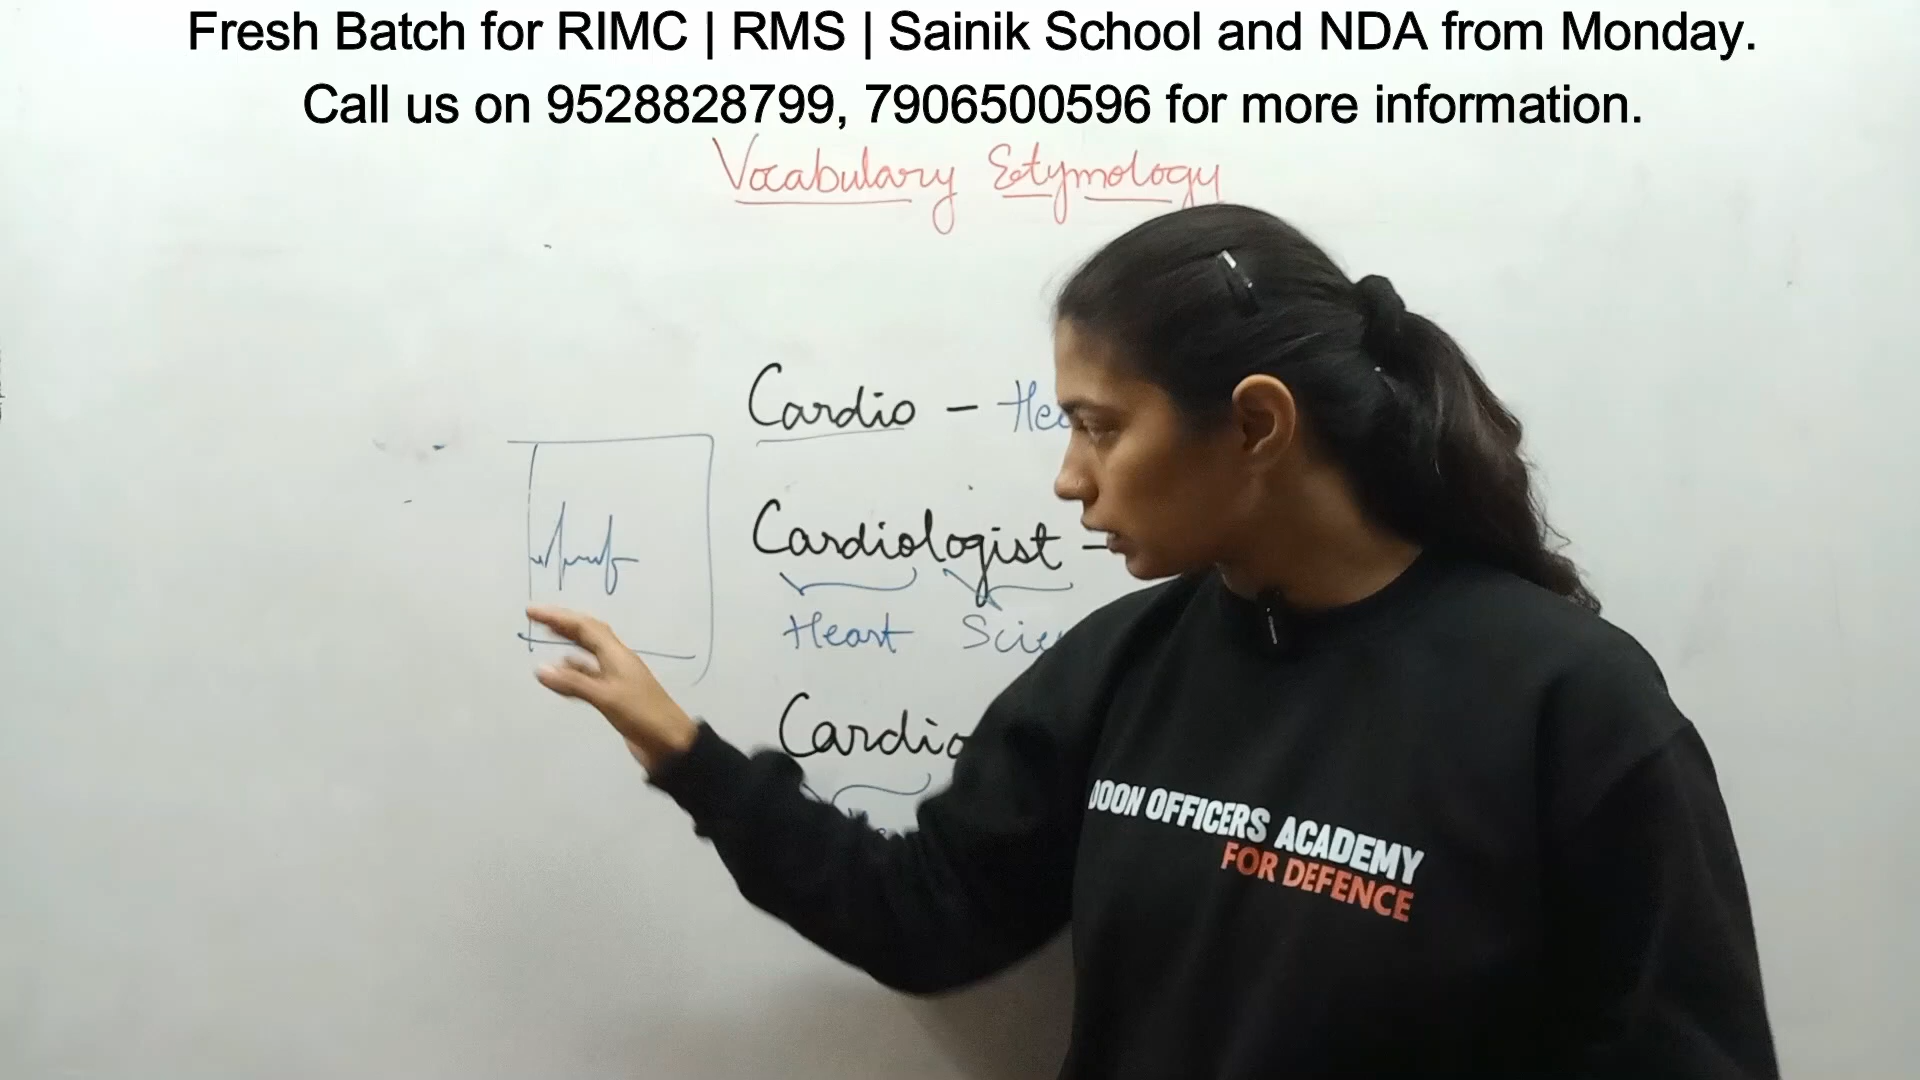 Fresh Batch for RIMC | RMS | Sainik School and NDA from Monday.
Call us on 9528828799, 7906500596 for more information.
Vocabulary Etymology
Cardio -
Cardiologist -
Heart
Cardio
DOON OFFICERS ACADEMY
FOR DEFENCE